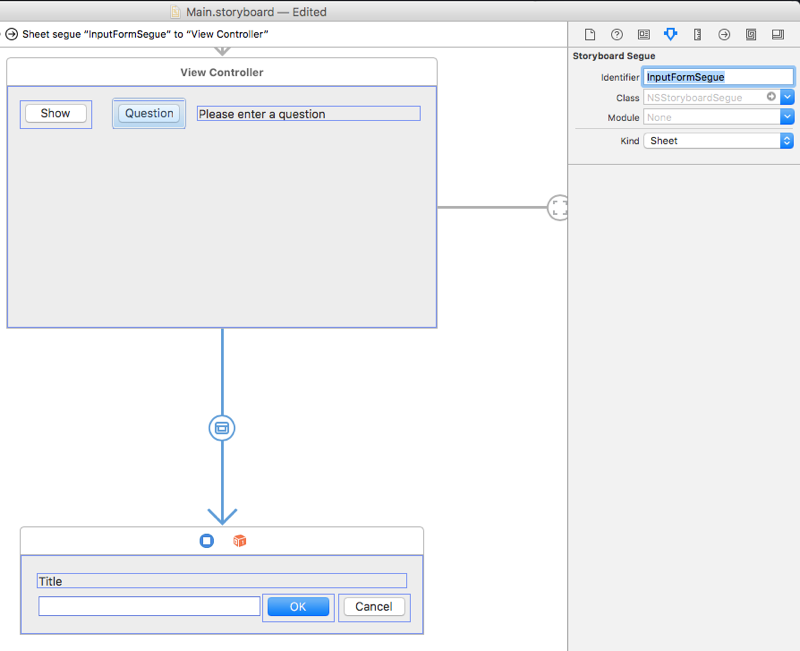 Main.storyboard — Edited
Sheet segue “InputFormSegue” to “View Controller”
Storyboard Segue
Identifier InputFormSegue
Class NSStoryboardSegue
Module None
Kind Sheet
View Controller
Show Question Please enter a question
Title
OK Cancel